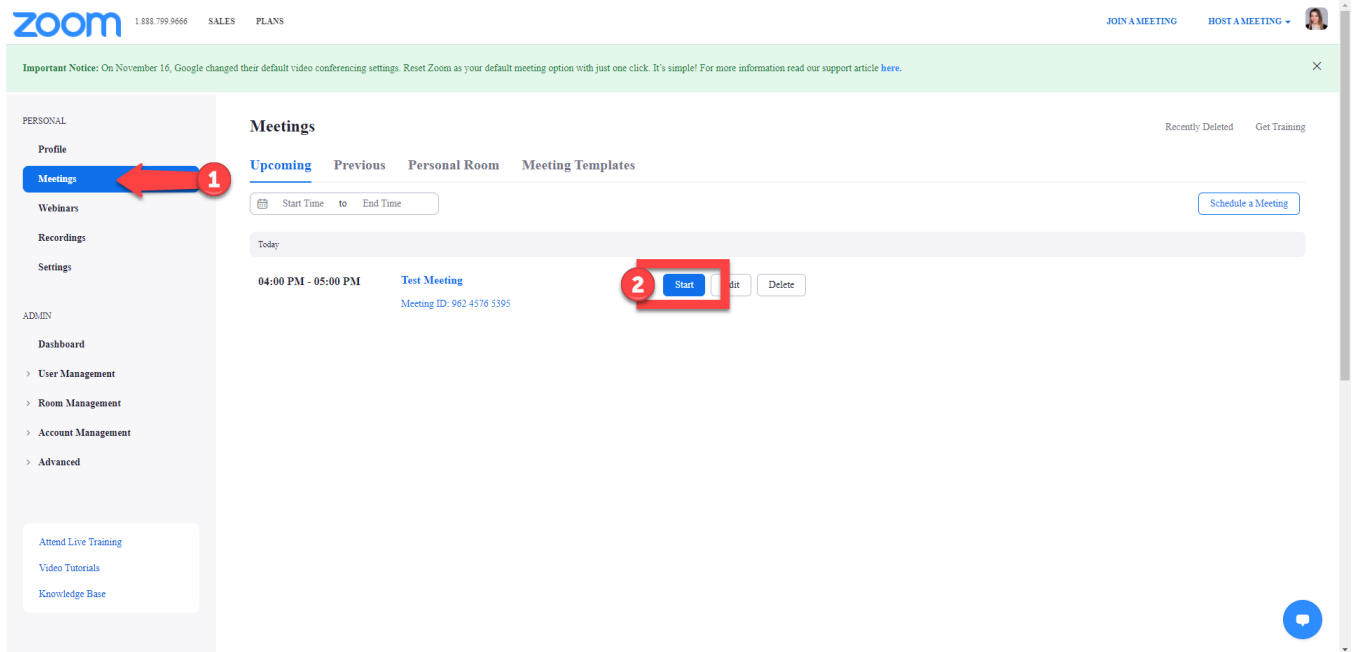 zoom 1.888.799.9666 SALES PLANS JOIN A MEETING HOST A MEETING
Important Notice: On November 16, Google changed their default video conferencing settings. Reset Zoom as your default meeting option with just one click. It's simple! For more information read our support article here.
PERSONAL
Profile
Meetings
1
Webinars
Recordings
Settings
ADMIN
Dashboard
User Management
Room Management
Account Management
Advanced
Attend Live Training
Video Tutorials
Knowledge Base
Meetings
Recently Deleted Get Training
Upcoming Previous Personal Room Meeting Templates
Start Time to End Time
Schedule a Meeting
Today
04:00 PM - 05:00 PM Test Meeting 2 Start dit Delete
Meeting ID: 962 4576 5395